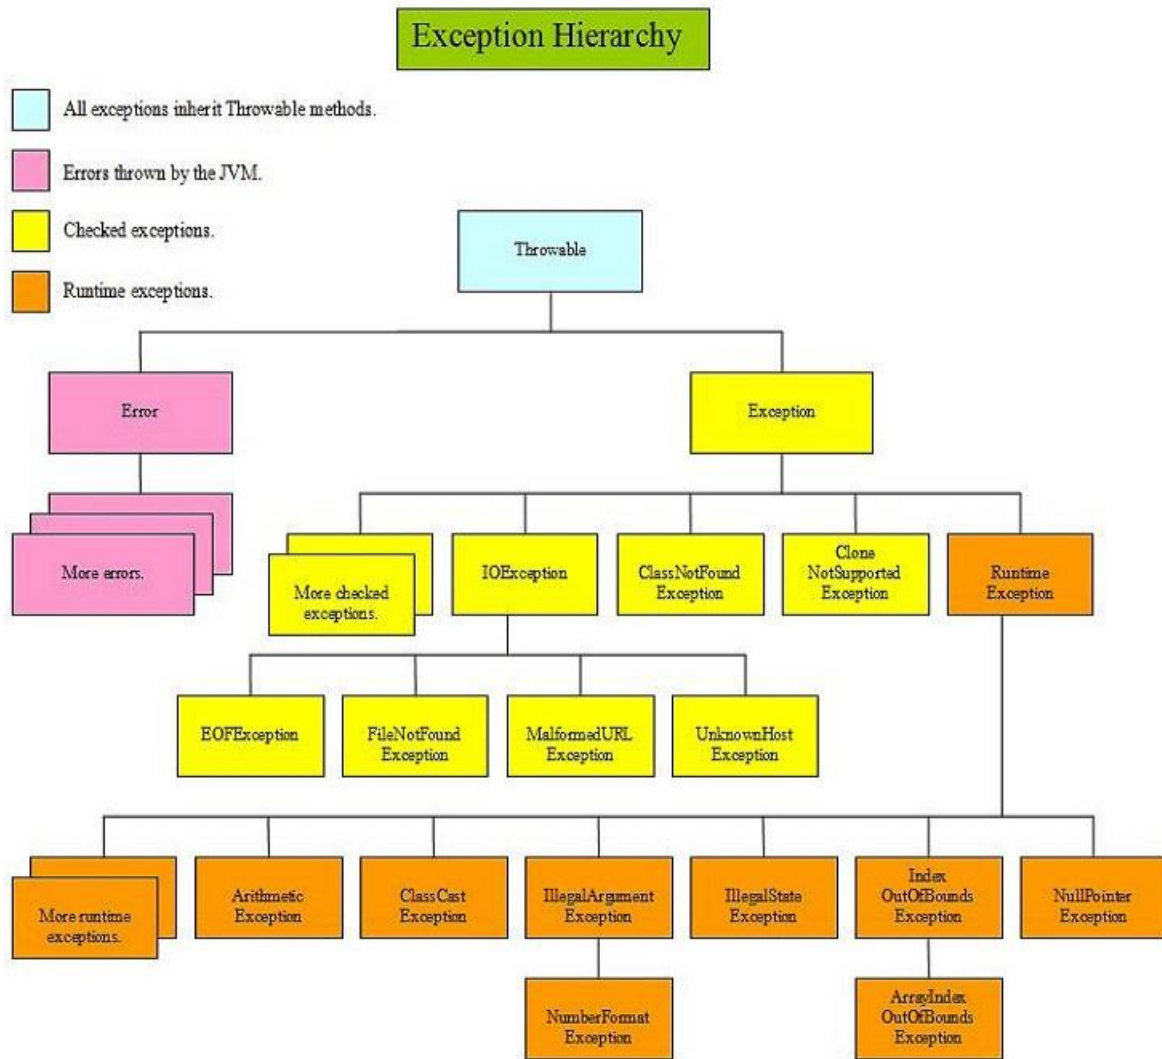 Exception Hierarchy
All exceptions inherit Throwable methods.
Errors thrown by the JVM.
Checked exceptions.
Runtime exceptions.
Throwable
Error
Exception
More errors.
More checked
exceptions.
IOException
ClassNotFound
Exception
Clone
NotSupported
Exception
Runtime
Exception
EOFException
FileNotFound
Exception
MalformedURL
Exception
UnknownHost
Exception
More runtime
exceptions.
Arithmetic
Exception
ClassCast
Exception
IllegalArgument
Exception
IllegalState
Exception
Index
OutOfBounds
Exception
NullPointer
Exception
NumberFormat
Exception
ArrayIndex
OutOfBounds
Exception